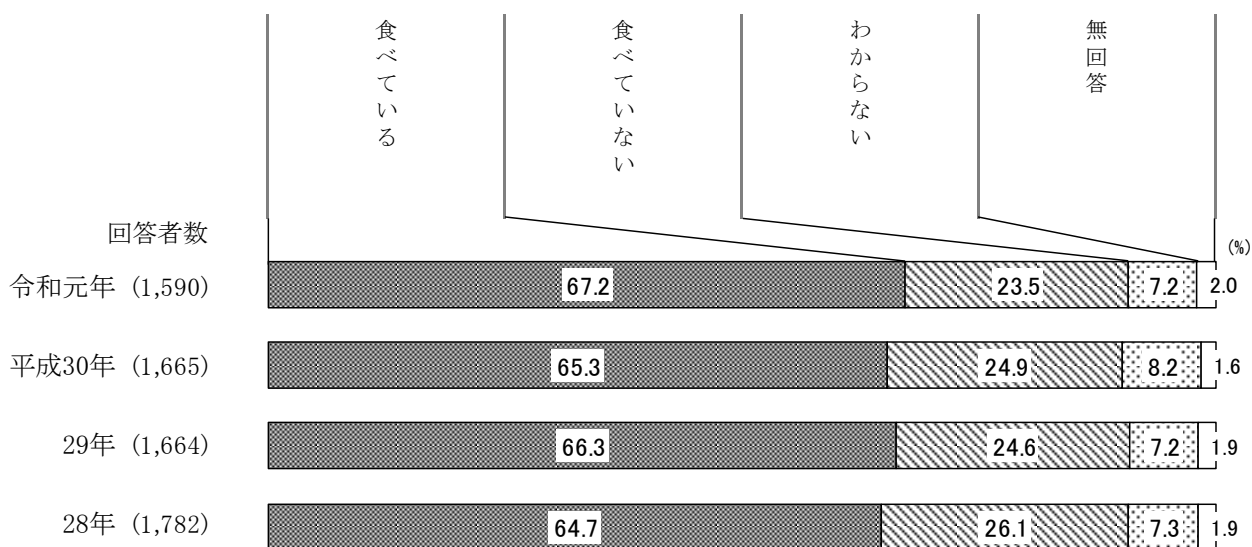 食べている
食べていない
わからない
無回答
回答者数
(%)
令和元年 (1,590) 67.2 23.5 7.2 2.0
平成30年 (1,665) 65.3 24.9 8.2 1.6
29年 (1,664) 66.3 24.6 7.2 1.9
28年 (1,782) 64.7 26.1 7.3 1.9